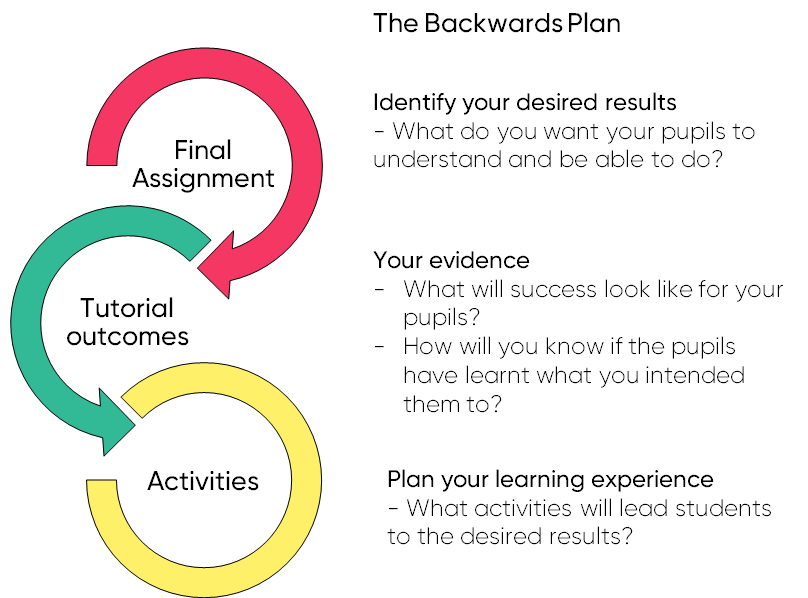 The Backwards Plan
Final
Assignment
Identify your desired results
- What do you want your pupils to
understand and be able to do?
Tutorial
outcomes
Your evidence
- What will success look like for your
pupils?
- How will you know if the pupils
have learnt what you intended
them to?
Activities
Plan your learning experience
- What activities will lead students
to the desired results?